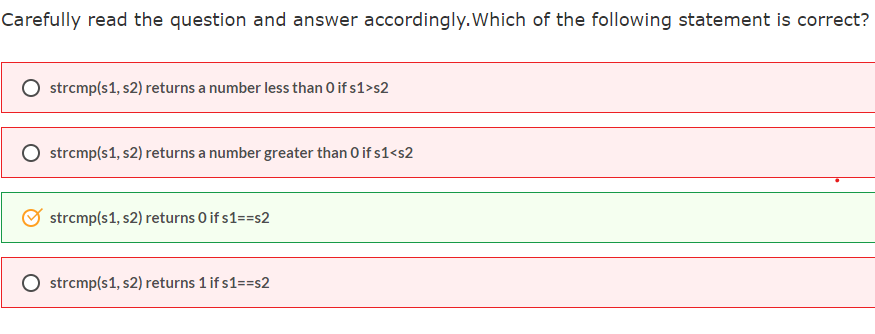 Carefully read the question and answer accordingly.Which of the following statement is correct?
strcmp(s1, s2) returns a number less than 0 if s1>s2
strcmp(s1, s2) returns a number greater than 0 if s1<s2
strcmp(s1, s2) returns 0 if s1==s2
strcmp(s1, s2) returns 1 if s1==s2